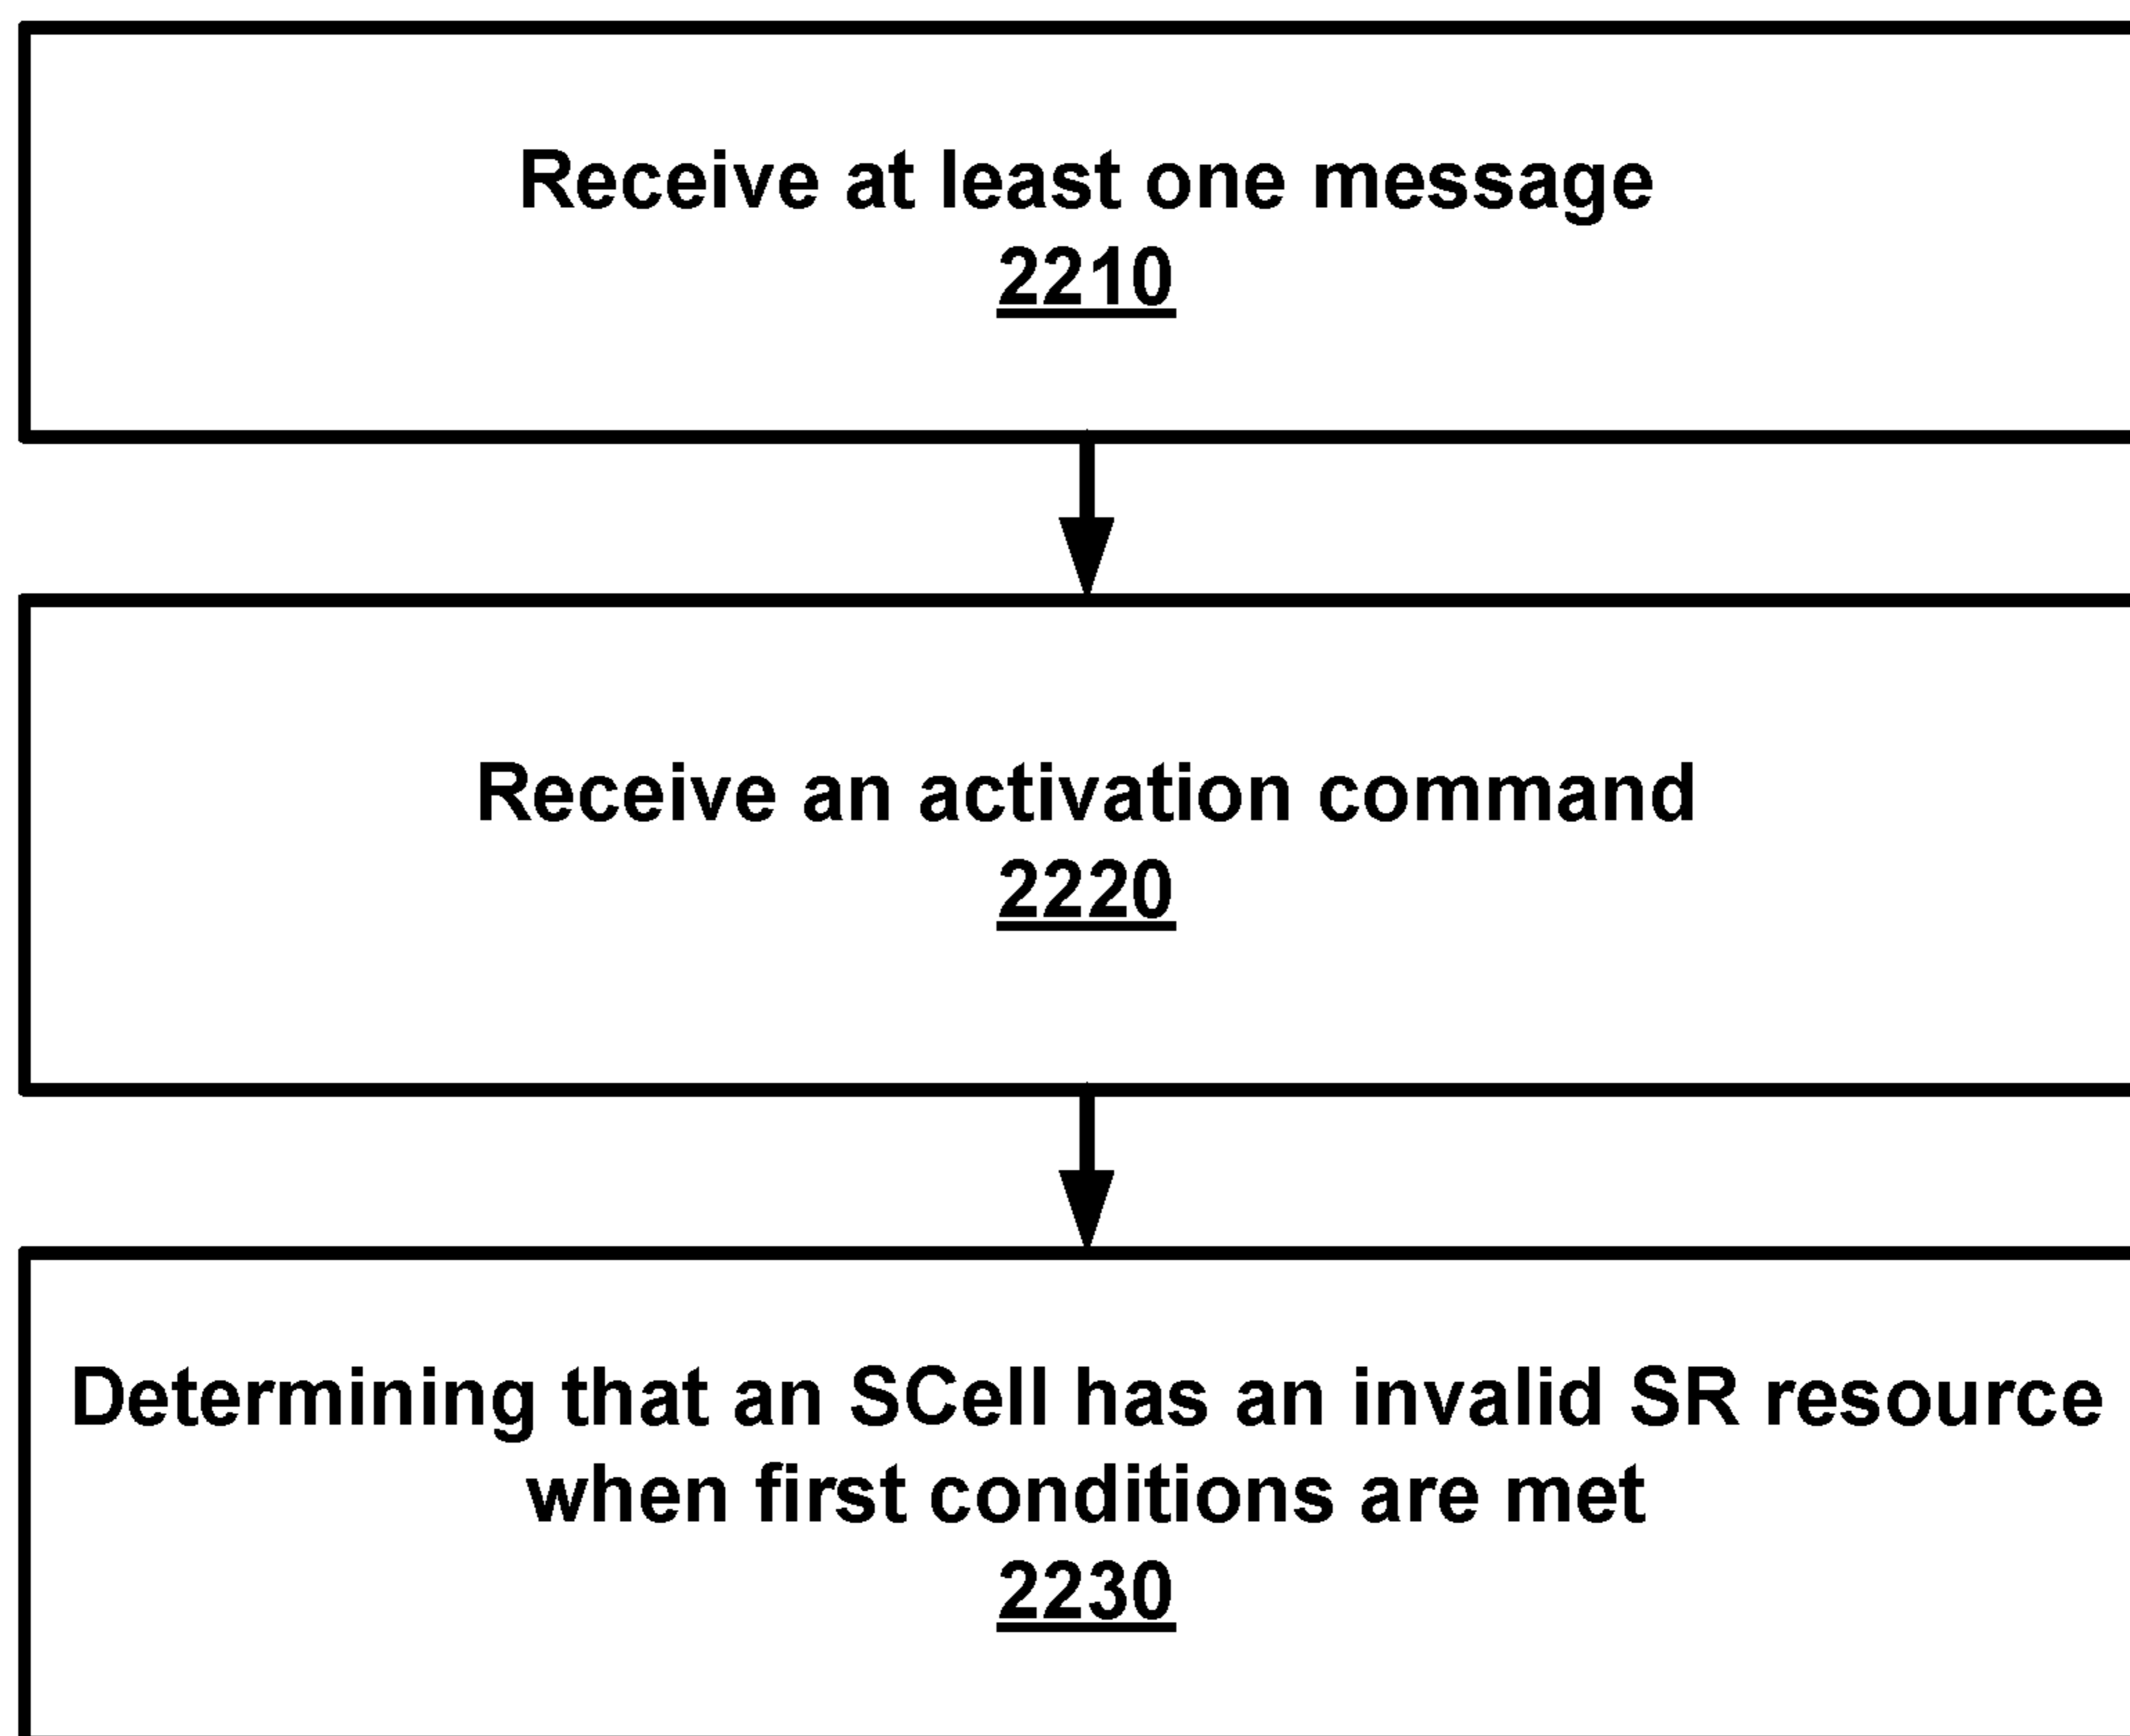 Receive at least one message
2210
Receive an activation command
2220
Determining that an SCell has an invalid SR resource
when first conditions are met
2230